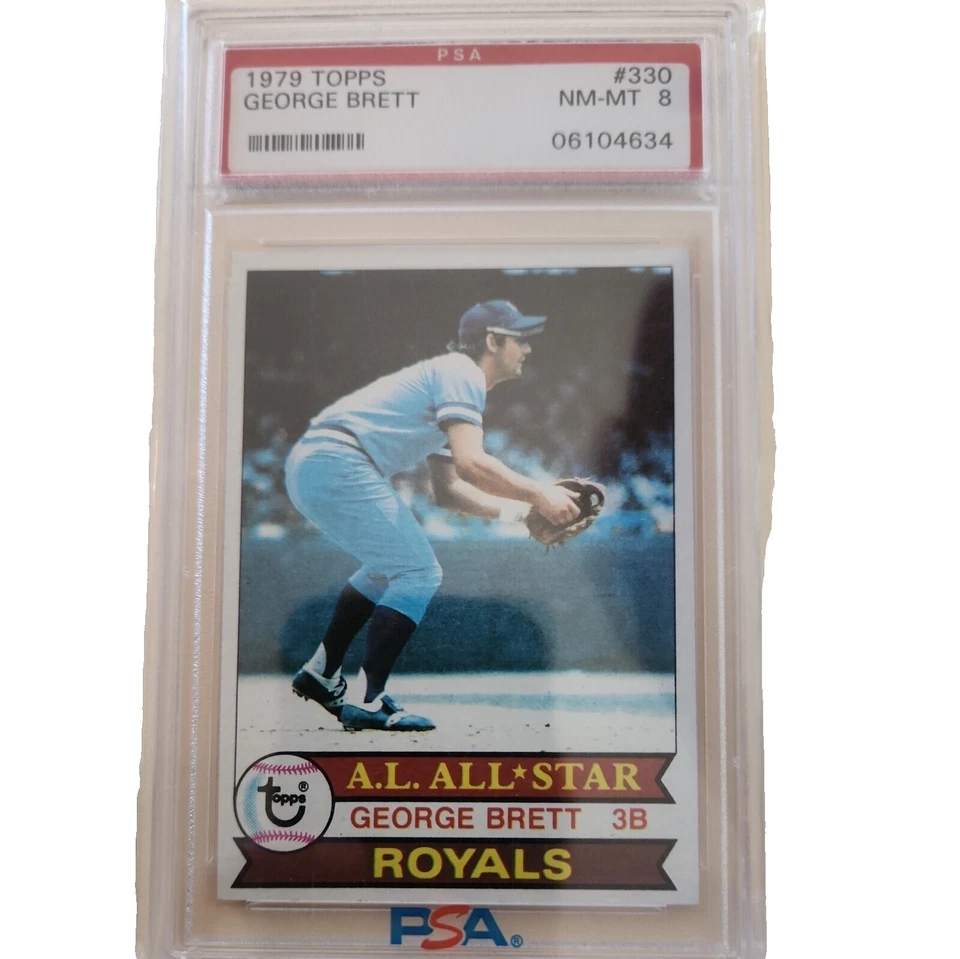 PSA
1979 TOPPS #330
GEORGE BRETT NM-MT 8
06104634
A.L. ALL★STAR
topps®
GEORGE BRETT 3B
ROYALS
PSA®